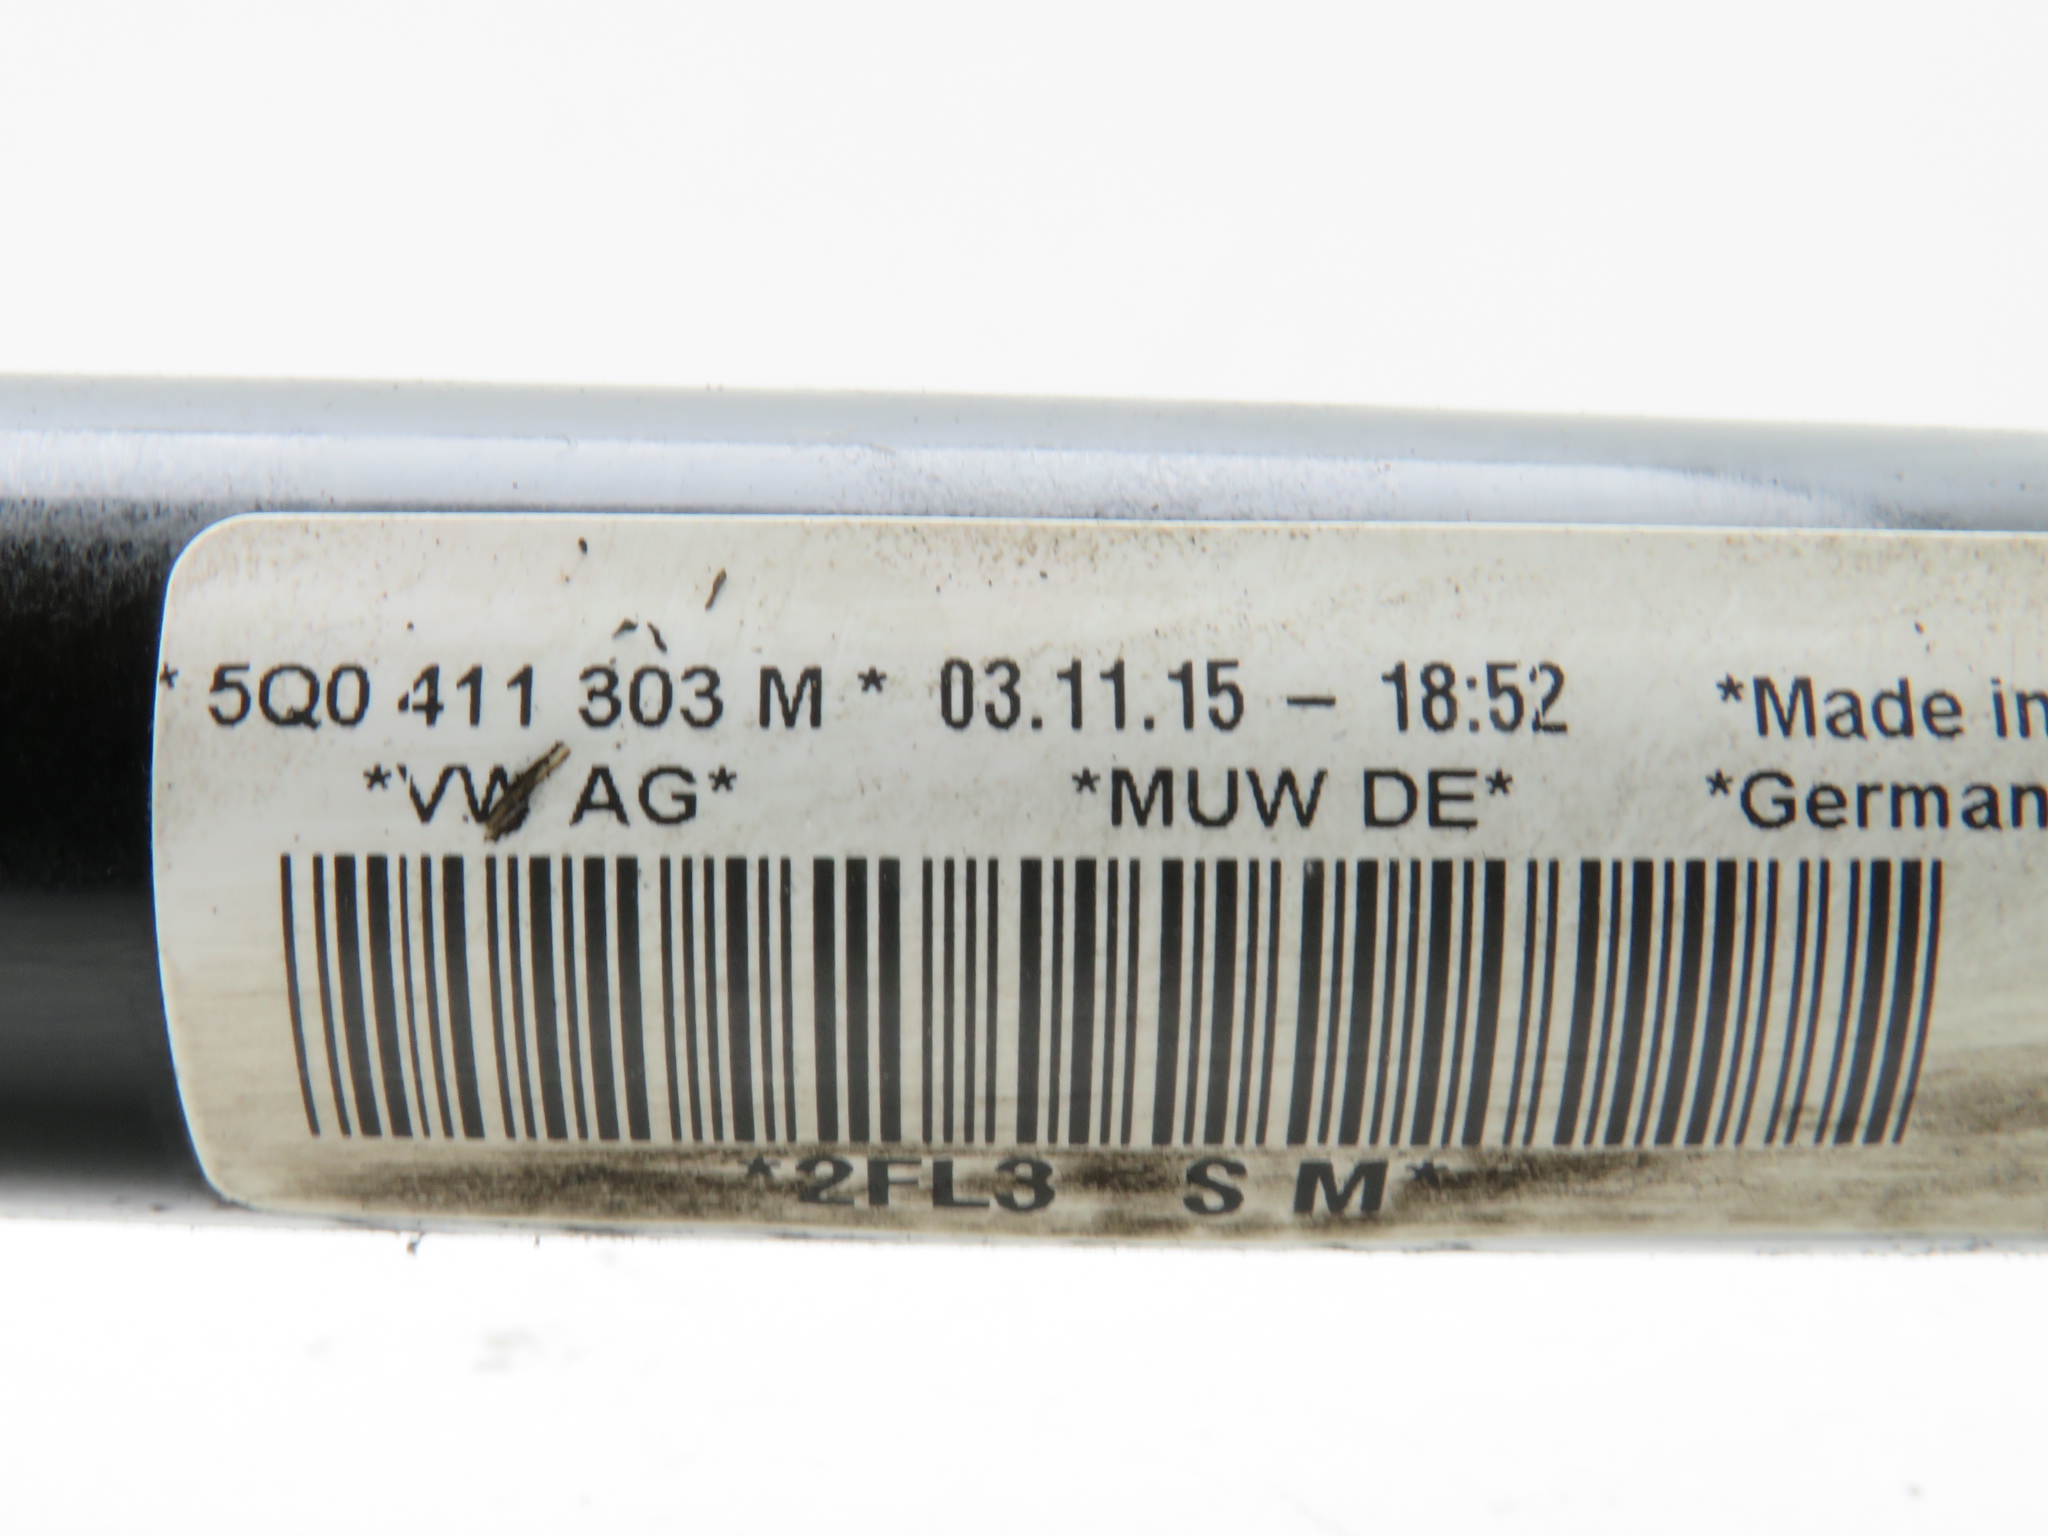 * 5Q0 411 303 M * 03.11.15 – 18:52 *Made in
*VW AG* *MUW DE* *German
*2FL3 S M*